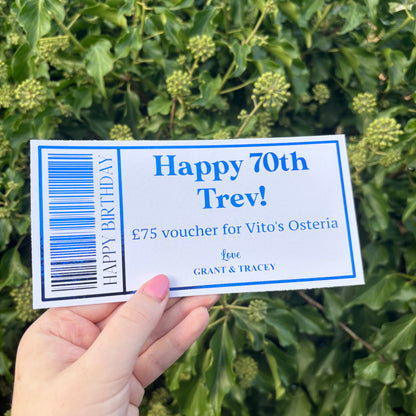 HAPPY BIRTHDAY
Happy 70th
Trev!
£75 voucher for Vito's Osteria
Love
GRANT & TRACEY